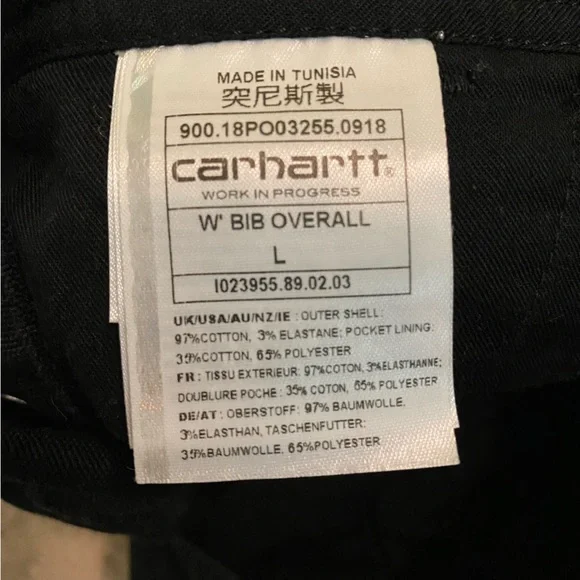 MADE IN TUNISIA
突尼斯製
900.18PO03255.0918
carhartt®
WORK IN PROGRESS
W' BIB OVERALL
L
I023955.89.02.03
UK/USA/AU/NZ/IE : OUTER SHELL:
97%COTTON, 3% ELASTANE; POCKET LINING:
35%COTTON, 65% POLYESTER
FR : TISSU EXTERIEUR: 97%COTON, 3%ELASTHANNE;
DOUBLURE POCHE : 35% COTON, 65% POLYESTER
DE/AT : OBERSTOFF: 97% BAUMWOLLE,
3%ELASTHAN, TASCHENFUTTER:
35%BAUMWOLLE, 65%POLYESTER